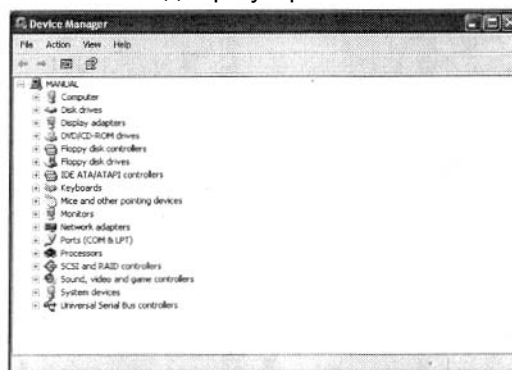 Device Manager
File Action View Help
MANUAL
Computer
Disk drives
Display adapters
DVD/CD-ROM drives
Floppy disk controllers
Floppy disk drives
IDE ATA/ATAPI controllers
Keyboards
Mice and other pointing devices
Monitors
Network adapters
Ports (COM & LPT)
Processors
SCSI and RAID controllers
Sound, video and game controllers
System devices
Universal Serial Bus controllers